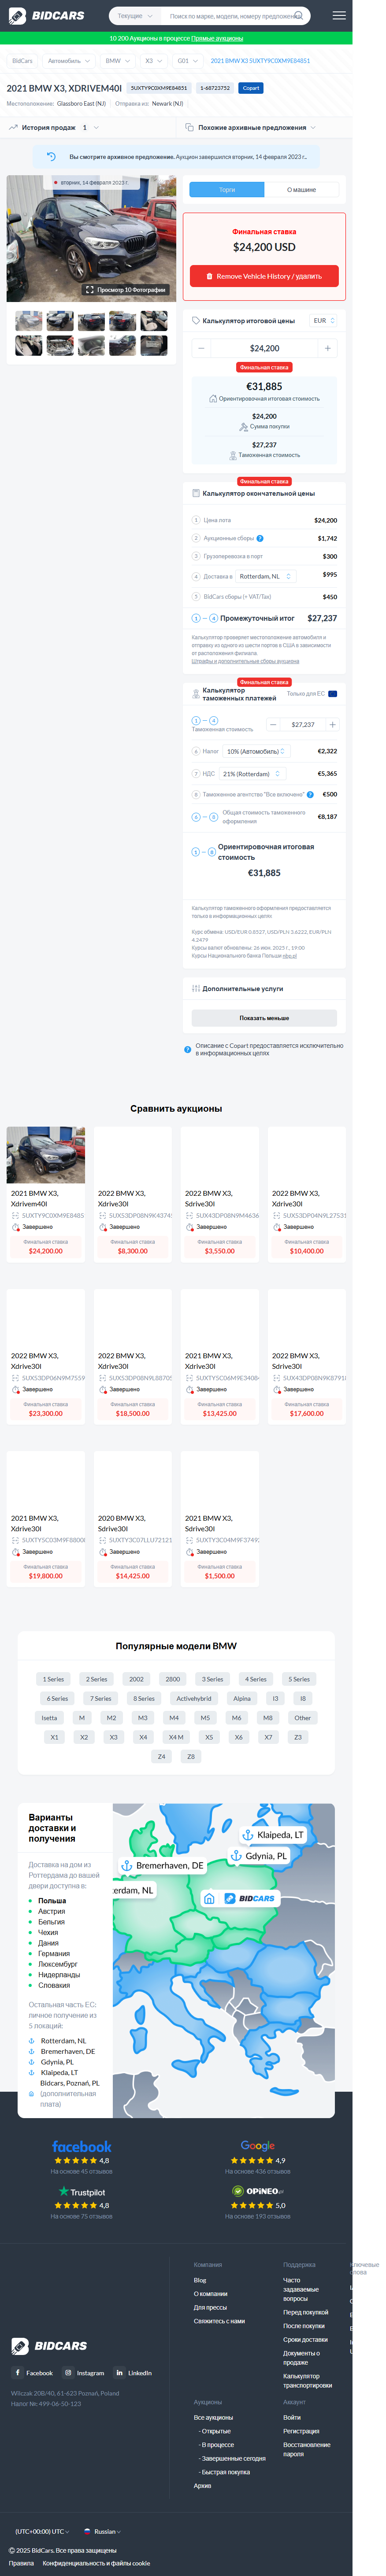 BIDCARS
Текущие
Поиск по марке, модели, номеру предложения,
10 200 Аукционы в процессе Прямые аукционы
BidCars
Автомобиль
BMW
X3
G01
2021 BMW X3 5UXTY9C0XM9E84851
2021 BMW X3, XDRIVEM40I
5UXTY9C0XM9E84851
1-68723752
Copart
Местоположение: Glassboro East (NJ)
Отправка из: Newark (NJ)
История продаж 1
Похожие архивные предложения
Вы смотрите архивное предложение. Аукцион завершился вторник, 14 февраля 2023 г..
вторник, 14 февраля 2023 г.
Просмотр 10 Фотографии
Торги
О машине
Финальная ставка
$24,200 USD
Remove Vehicle History / удалить
Калькулятор итоговой цены
EUR
$24,200
Финальная ставка
€31,885
Ориентировочная итоговая стоимость
$24,200
Сумма покупки
$27,237
Таможенная стоимость
Финальная ставка
Калькулятор окончательной цены
1 Цена лота $24,200
2 Аукционные сборы $1,742
3 Грузоперевозка в порт $300
4 Доставка в Rotterdam, NL $995
5 BidCars сборы (+ VAT/Tax) $450
1 — 4 Промежуточный итог $27,237
Калькулятор проверяет местоположение автомобиля и
отправку из одного из шести портов в США в зависимости
от расположения филиала
Штрафы и дополнительные сборы аукциона
Финальная ставка
Калькулятор
таможенных платежей
Только для ЕС
1 — 4
Таможенная стоимость
$27,237
6 Налог 10% (Автомобиль) €2,322
7 НДС 21% (Rotterdam) €5,365
8 Таможенное агентство "Все включено" €500
6 — 8 Общая стоимость таможенного
оформления
€8,187
1 — 8 Ориентировочная итоговая
стоимость
€31,885
Калькулятор таможенного оформления предоставляется
только в информационных целях
Курс обмена: USD/EUR 0.8527, USD/PLN 3.6222, EUR/PLN
4.2479
Курсы валют обновлены: 26 июн. 2025 г., 19:00
Курсы Национального банка Польши nbp.pl
Дополнительные услуги
Показать меньше
Описание с Copart предоставляется исключительно
в информационных целях
Сравнить аукционы
2021 BMW X3,
Xdrivem40I
5UXTY9C0XM9E84851
Завершено
Финальная ставка
$24,200.00
2022 BMW X3,
Xdrive30I
Завершено
Финальная ставка
$8,300.00
2022 BMW X3,
Sdrive30I
Завершено
Финальная ставка
$3,550.00
2022 BMW X3,
Xdrive30I
Завершено
Финальная ставка
$10,400.00
2022 BMW X3,
Xdrive30I
Завершено
Финальная ставка
$23,300.00
2022 BMW X3,
Xdrive30I
Завершено
Финальная ставка
$18,500.00
2021 BMW X3,
Xdrive30I
Завершено
Финальная ставка
$13,425.00
2022 BMW X3,
Sdrive30I
Завершено
Финальная ставка
$17,600.00
2021 BMW X3,
Xdrive30I
Завершено
Финальная ставка
$19,800.00
2020 BMW X3,
Sdrive30I
Завершено
Финальная ставка
$14,425.00
2021 BMW X3,
Sdrive30I
Завершено
Финальная ставка
$1,500.00
Популярные модели BMW
1 Series
2 Series
2002
2800
3 Series
4 Series
5 Series
6 Series
7 Series
8 Series
Activehybrid
Alpina
I3
I8
Isetta
M
M2
M3
M4
M5
M6
M8
Other
X1
X2
X3
X4
X4 M
X5
X6
X7
Z3
Z4
Z8
Варианты
доставки и
получения
Доставка на дом из
Роттердама до вашей
двери доступна в:
Польша
Австрия
Бельгия
Чехия
Дания
Германия
Люксембург
Нидерланды
Словакия
Остальная часть ЕС:
личное получение из
5 локаций:
Rotterdam, NL
Bremerhaven, DE
Gdynia, PL
Klaipeda, LT
Bidcars, Poznań, PL
(дополнительная
плата)
Klaipeda, LT
Gdynia, PL
Bremerhaven, DE
terdam, NL
BIDCARS
facebook
4,8
На основе 45 отзывов
Google
4,9
На основе 436 отзывов
Trustpilot
4,8
На основе 75 отзывов
OPINEO.pl
5,0
На основе 193 отзывов
BIDCARS
Facebook
Instagram
LinkedIn
Wilczak 20B/40, 61-623 Poznań, Poland
Налог №: 499-06-50-123
Компания
Blog
О компании
Для прессы
Свяжитесь с нами
Поддержка
Часто
задаваемые
вопросы
Перед покупкой
После покупки
Сроки доставки
Документы о
продаже
Калькулятор
транспортировки
Ключевые
слова
Аукционы
Все аукционы
- Открытые
- В процессе
- Завершенные сегодня
- Быстрая покупка
Архив
Аккаунт
Войти
Регистрация
Восстановление
пароля
(UTC+00:00) UTC
Russian
© 2025 BidCars. Все права защищены
Правила
Конфиденциальность и файлы cookie